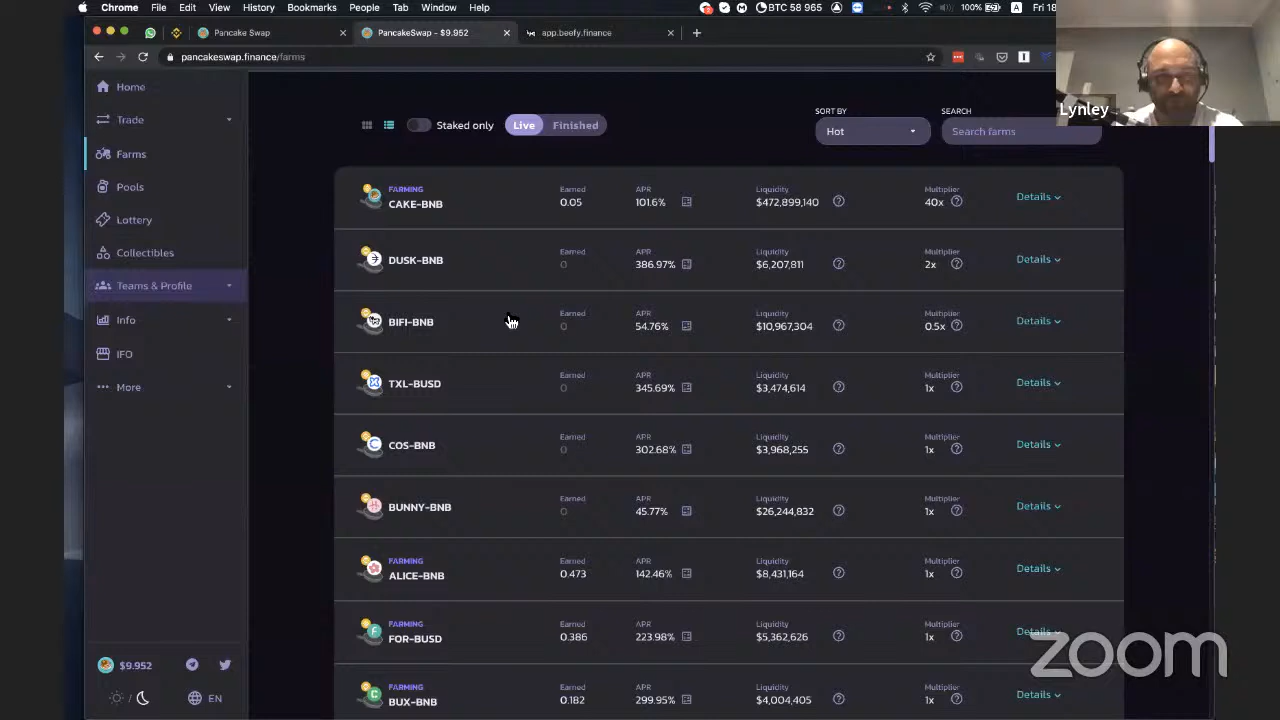 Chrome File Edit View History Bookmarks People Tab Window Help BTC 58 965 100% A Fri 18
Pancake Swap × PancakeSwap - $9.952 × app.beefy.finance × +
pancakeswap.finance/farms
Lynley
Home
Trade
Farms
Pools
Lottery
Collectibles
Teams & Profile
Info
IFO
More
$9.952
EN
Staked only Live Finished
SORT BY
Hot
SEARCH
Search farms
FARMING Earned APR Liquidity Multiplier
CAKE-BNB 0.05 101.6% $472,899,140 40x Details
Earned APR Liquidity Multiplier
DUSK-BNB 0 386.97% $6,207,811 2x Details
Earned APR Liquidity Multiplier
BIFI-BNB 0 54.76% $10,967,304 0.5x Details
Earned APR Liquidity Multiplier
TXL-BUSD 0 345.69% $3,474,614 1x Details
Earned APR Liquidity Multiplier
COS-BNB 0 302.68% $3,968,255 1x Details
Earned APR Liquidity Multiplier
BUNNY-BNB 0 45.77% $26,244,832 1x Details
FARMING Earned APR Liquidity Multiplier
ALICE-BNB 0.473 142.46% $8,431,164 1x Details
FARMING Earned APR Liquidity Multiplier
FOR-BUSD 0.386 223.98% $5,362,626 1x Details
FARMING Earned APR Liquidity Multiplier
BUX-BNB 0.182 299.95% $4,004,405 1x Details
zoom